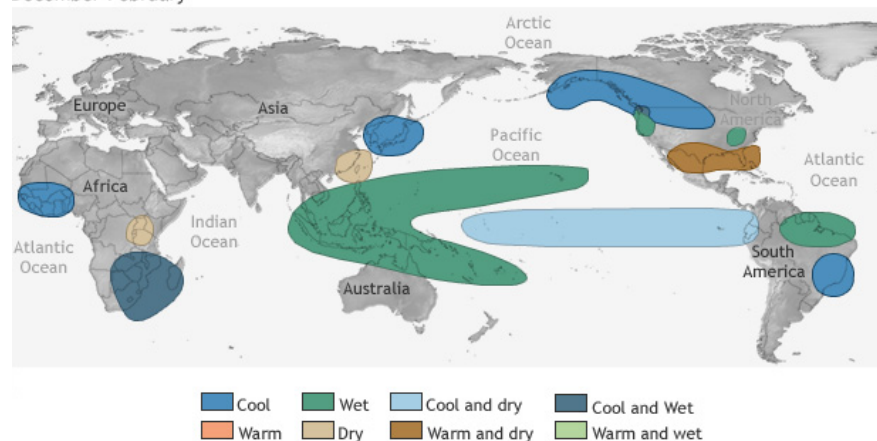 Arctic
Ocean
Europe
Asia
North
America
Pacific
Ocean
Atlantic
Ocean
Africa
Indian
Ocean
Atlantic
Ocean
South
America
Australia
Cool
Wet
Cool and dry
Cool and Wet
Warm
Dry
Warm and dry
Warm and wet